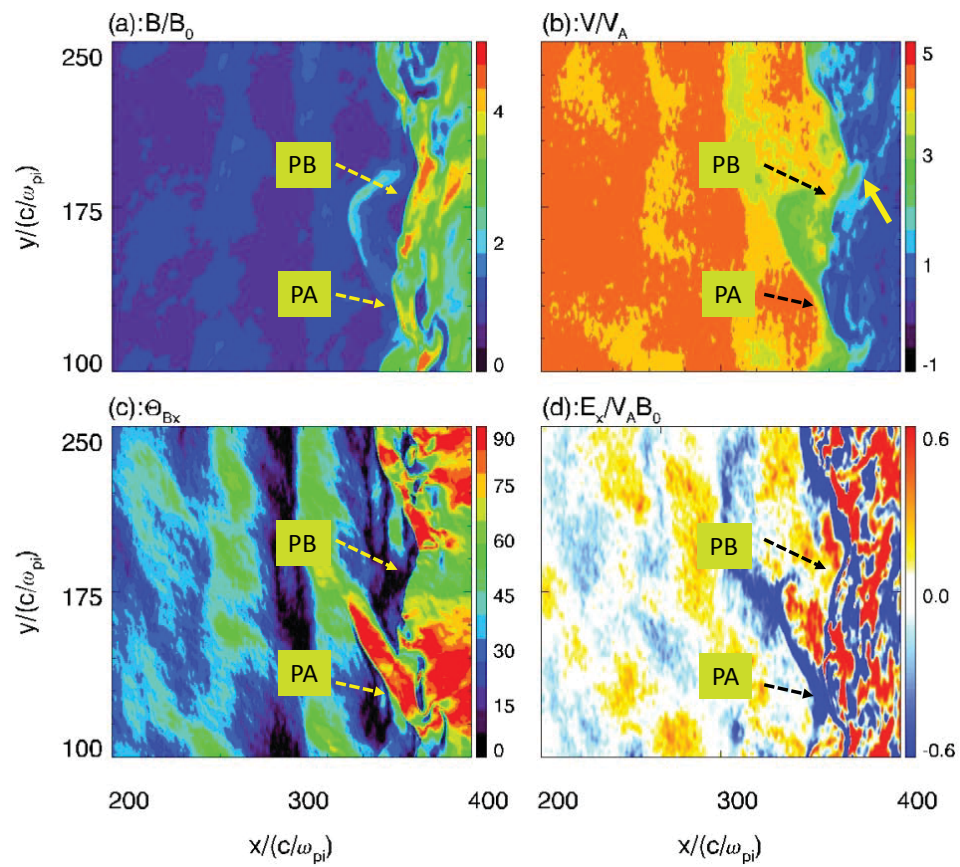 (a):B/B₀
(b):V/V_A
250
175
100
y/(c/ω_pi)
PB
PA
4
2
0
PB
PA
5
3
1
-1
(c):Θ_Bx
(d):E_x/V_AB₀
250
175
100
y/(c/ω_pi)
PB
PA
90
75
60
45
30
15
0
PB
PA
0.6
0.0
-0.6
200 300 400
200 300 400
x/(c/ω_pi)
x/(c/ω_pi)